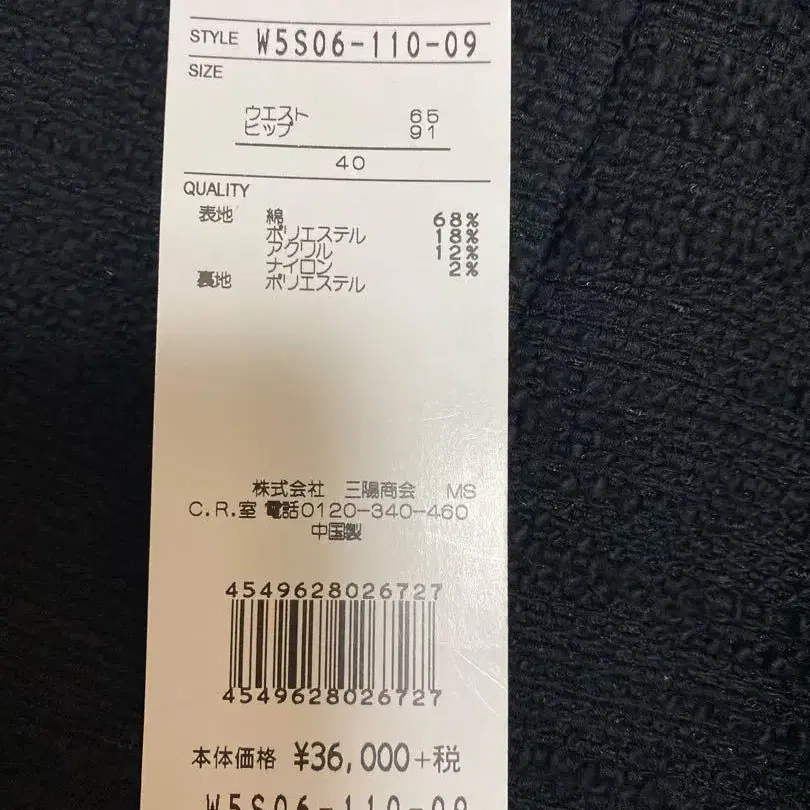 STYLE W5S06-110-09
SIZE
ウエスト 65
ヒップ 91
40
QUALITY
表地 綿 68%
ポリエステル 18%
アクリル 12%
ナイロン 2%
裏地 ポリエステル
株式会社 三陽商会 MS
C.R.室 電話0120-340-460
中国製
4549628026727
4549628026727
本体価格 ¥36,000+税
W5S06-110-09